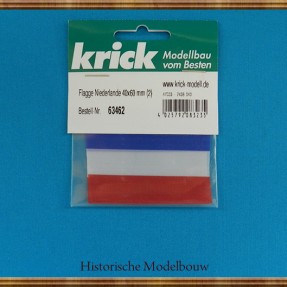 krick
Modellbau
vom Besten
Flagge Niederlande 40x60 mm (2)
www.krick-modell.de
Bestell-Nr. 63462
Historische Modelbouw